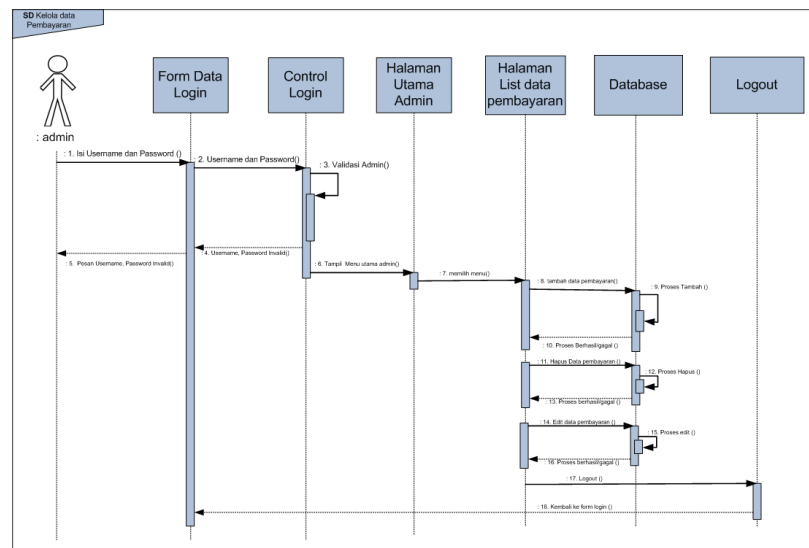 SD Kelola data
Pembayaran
Form Data
Login
Control
Login
Halaman
Utama
Admin
Halaman
List data
pembayaran
Database
Logout
: admin
: 1. Isi Username dan Password ()
: 2. Username dan Password()
: 3. Validasi Admin()
: 4. Username, Password Invalid()
: 5. Pesan Username, Password Invalid()
: 6. Tampil Menu utama admin()
: 7. memilih menu()
: 8. tambah data pembayaran()
: 9. Proses Tambah ()
: 10. Proses Berhasil/gagal ()
: 11. Hapus Data pembayaran ()
: 12. Proses Hapus ()
: 13. Proses berhasil/gagal ()
: 14. Edit data pembayaran ()
: 15. Proses edit ()
: 16. Proses berhasil/gagal ()
: 17. Logout ()
: 18. Kembali ke form login ()